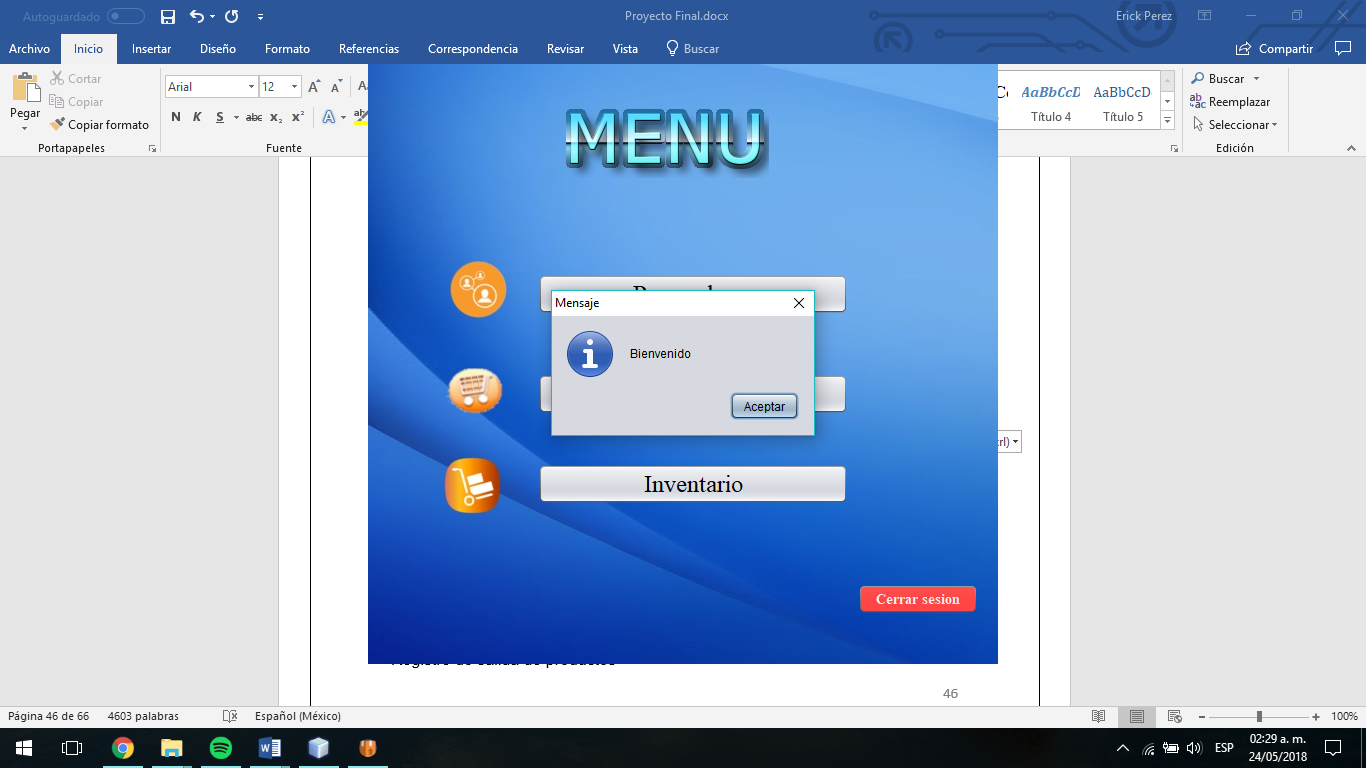 Autoguardado
Proyecto Final.docx
Erick Perez
Archivo Inicio Insertar Diseño Formato Referencias Correspondencia Revisar Vista Buscar Compartir
Pegar
Cortar
Copiar
Copiar formato
Portapapeles
Arial 12
N K S abc x₂ x²
Fuente
AaBbCcD AaBbCcD
Título 4 Título 5
Buscar
Reemplazar
Seleccionar
Edición
MENU
Mensaje
Bienvenido
Aceptar
Inventario
Cerrar sesion
46
Página 46 de 66 4603 palabras Español (México) 100%
ESP
02:29 a. m.
24/05/2018